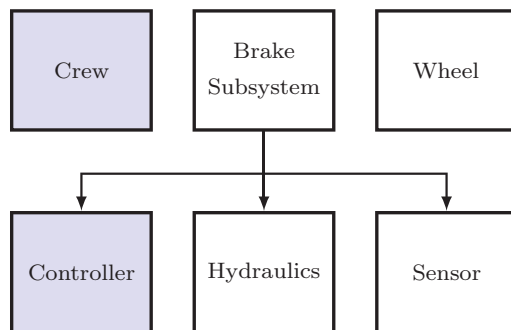 Crew
Brake
Subsystem
Wheel
Controller
Hydraulics
Sensor